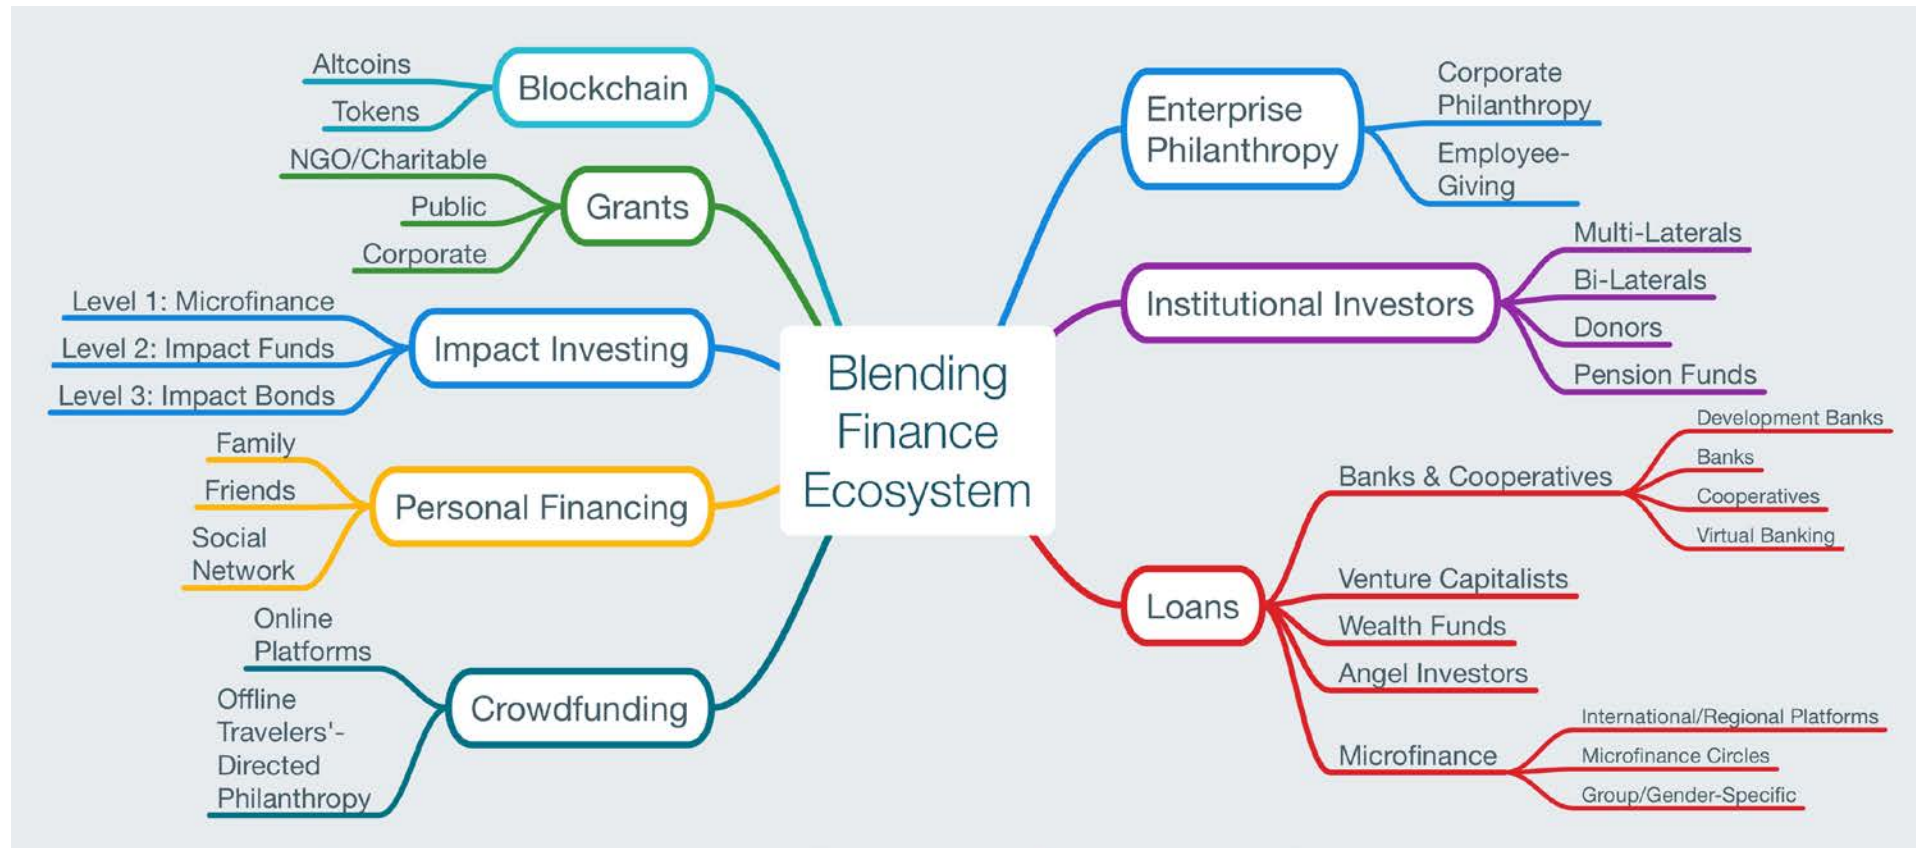 Blending
Finance
Ecosystem
Blockchain
Altcoins
Tokens
Grants
NGO/Charitable
Public
Corporate
Impact Investing
Level 1: Microfinance
Level 2: Impact Funds
Level 3: Impact Bonds
Personal Financing
Family
Friends
Social
Network
Crowdfunding
Online
Platforms
Offline
Travelers'-
Directed
Philanthropy
Enterprise
Philanthropy
Corporate
Philanthropy
Employee-
Giving
Institutional Investors
Multi-Laterals
Bi-Laterals
Donors
Pension Funds
Loans
Banks & Cooperatives
Development Banks
Banks
Cooperatives
Virtual Banking
Venture Capitalists
Wealth Funds
Angel Investors
Microfinance
International/Regional Platforms
Microfinance Circles
Group/Gender-Specific